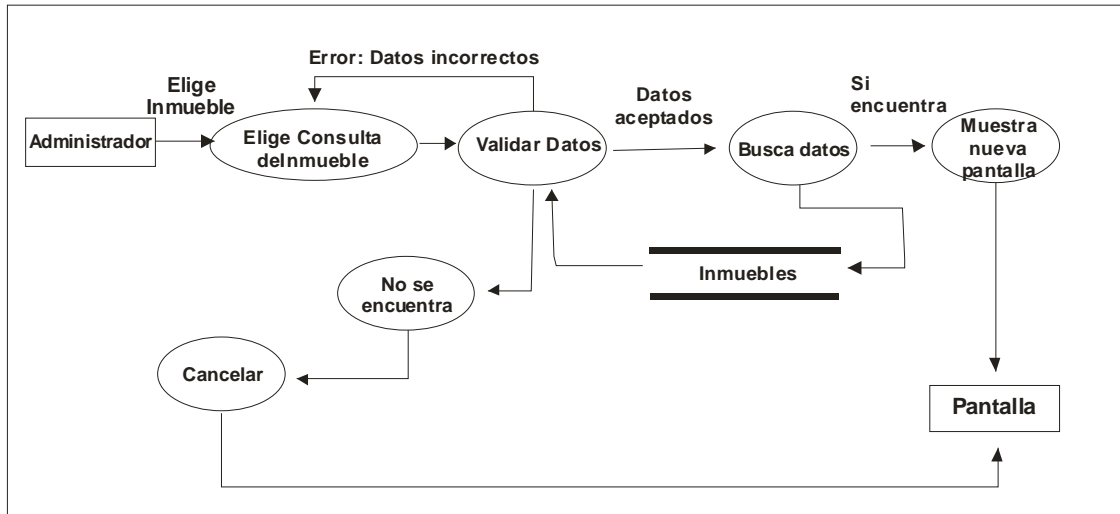 Error: Datos incorrectos
Elige
Inmueble
Administrador
Elige Consulta
deInmueble
Validar Datos
Datos
aceptados
Busca datos
Si
encuentra
Muestra
nueva
pantalla
Inmuebles
No se
encuentra
Cancelar
Pantalla